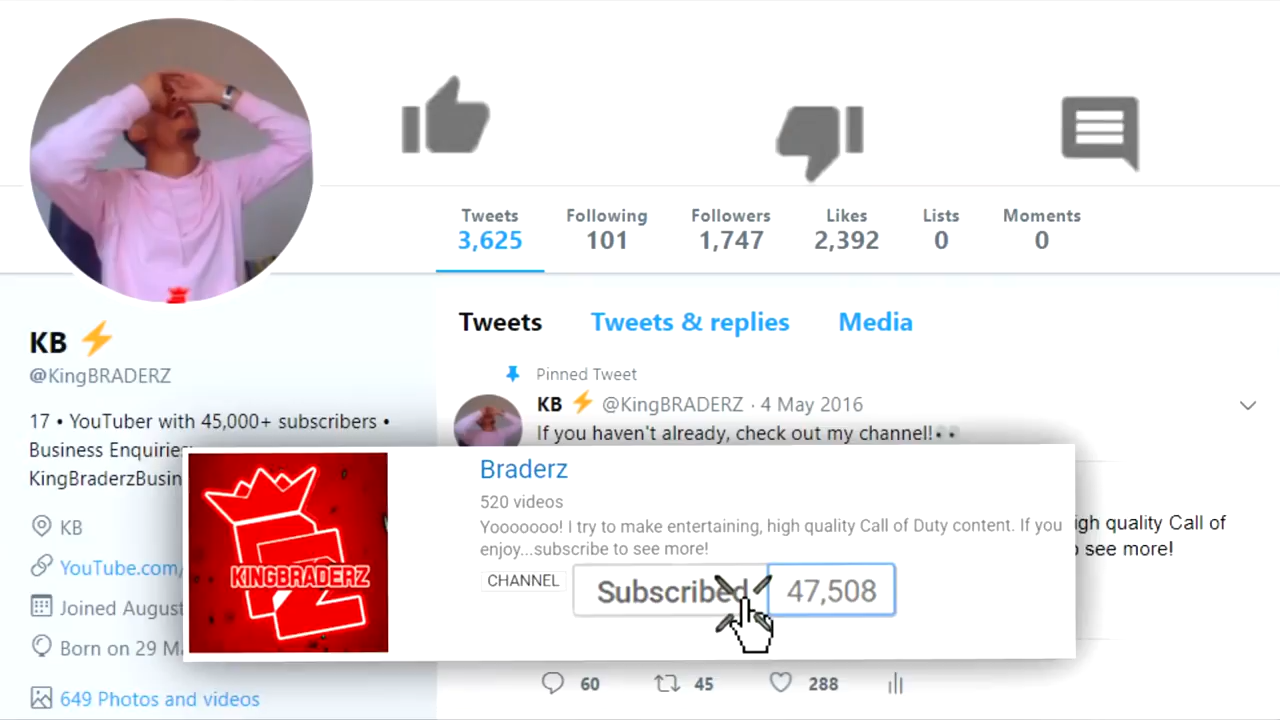 Tweets Following Followers Likes Lists Moments
3,625 101 1,747 2,392 0 0
KB ⚡
@KingBRADERZ
17 • YouTuber with 45,000+ subscribers •
Business Enquiries
KingBraderzBusin
KB
YouTube.com/
Joined August
Born on 29 M
649 Photos and videos
Tweets Tweets & replies Media
Pinned Tweet
KB ⚡ @KingBRADERZ · 4 May 2016
If you haven't already, check out my channel!👀
KINGBRADERZ
Braderz
520 videos
Yooooooo! I try to make entertaining, high quality Call of Duty content. If you
enjoy...subscribe to see more!
CHANNEL Subscribed 47,508
igh quality Call of
see more!
60 45 288